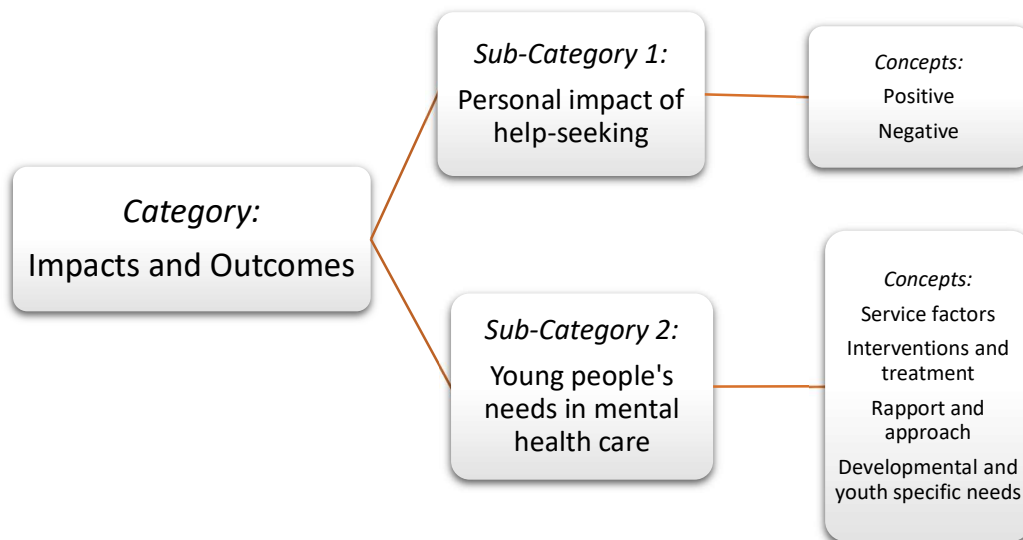 Category:
Impacts and Outcomes
Sub-Category 1:
Personal impact of
help-seeking
Concepts:
Positive
Negative
Sub-Category 2:
Young people's
needs in mental
health care
Concepts:
Service factors
Interventions and
treatment
Rapport and
approach
Developmental and
youth specific needs